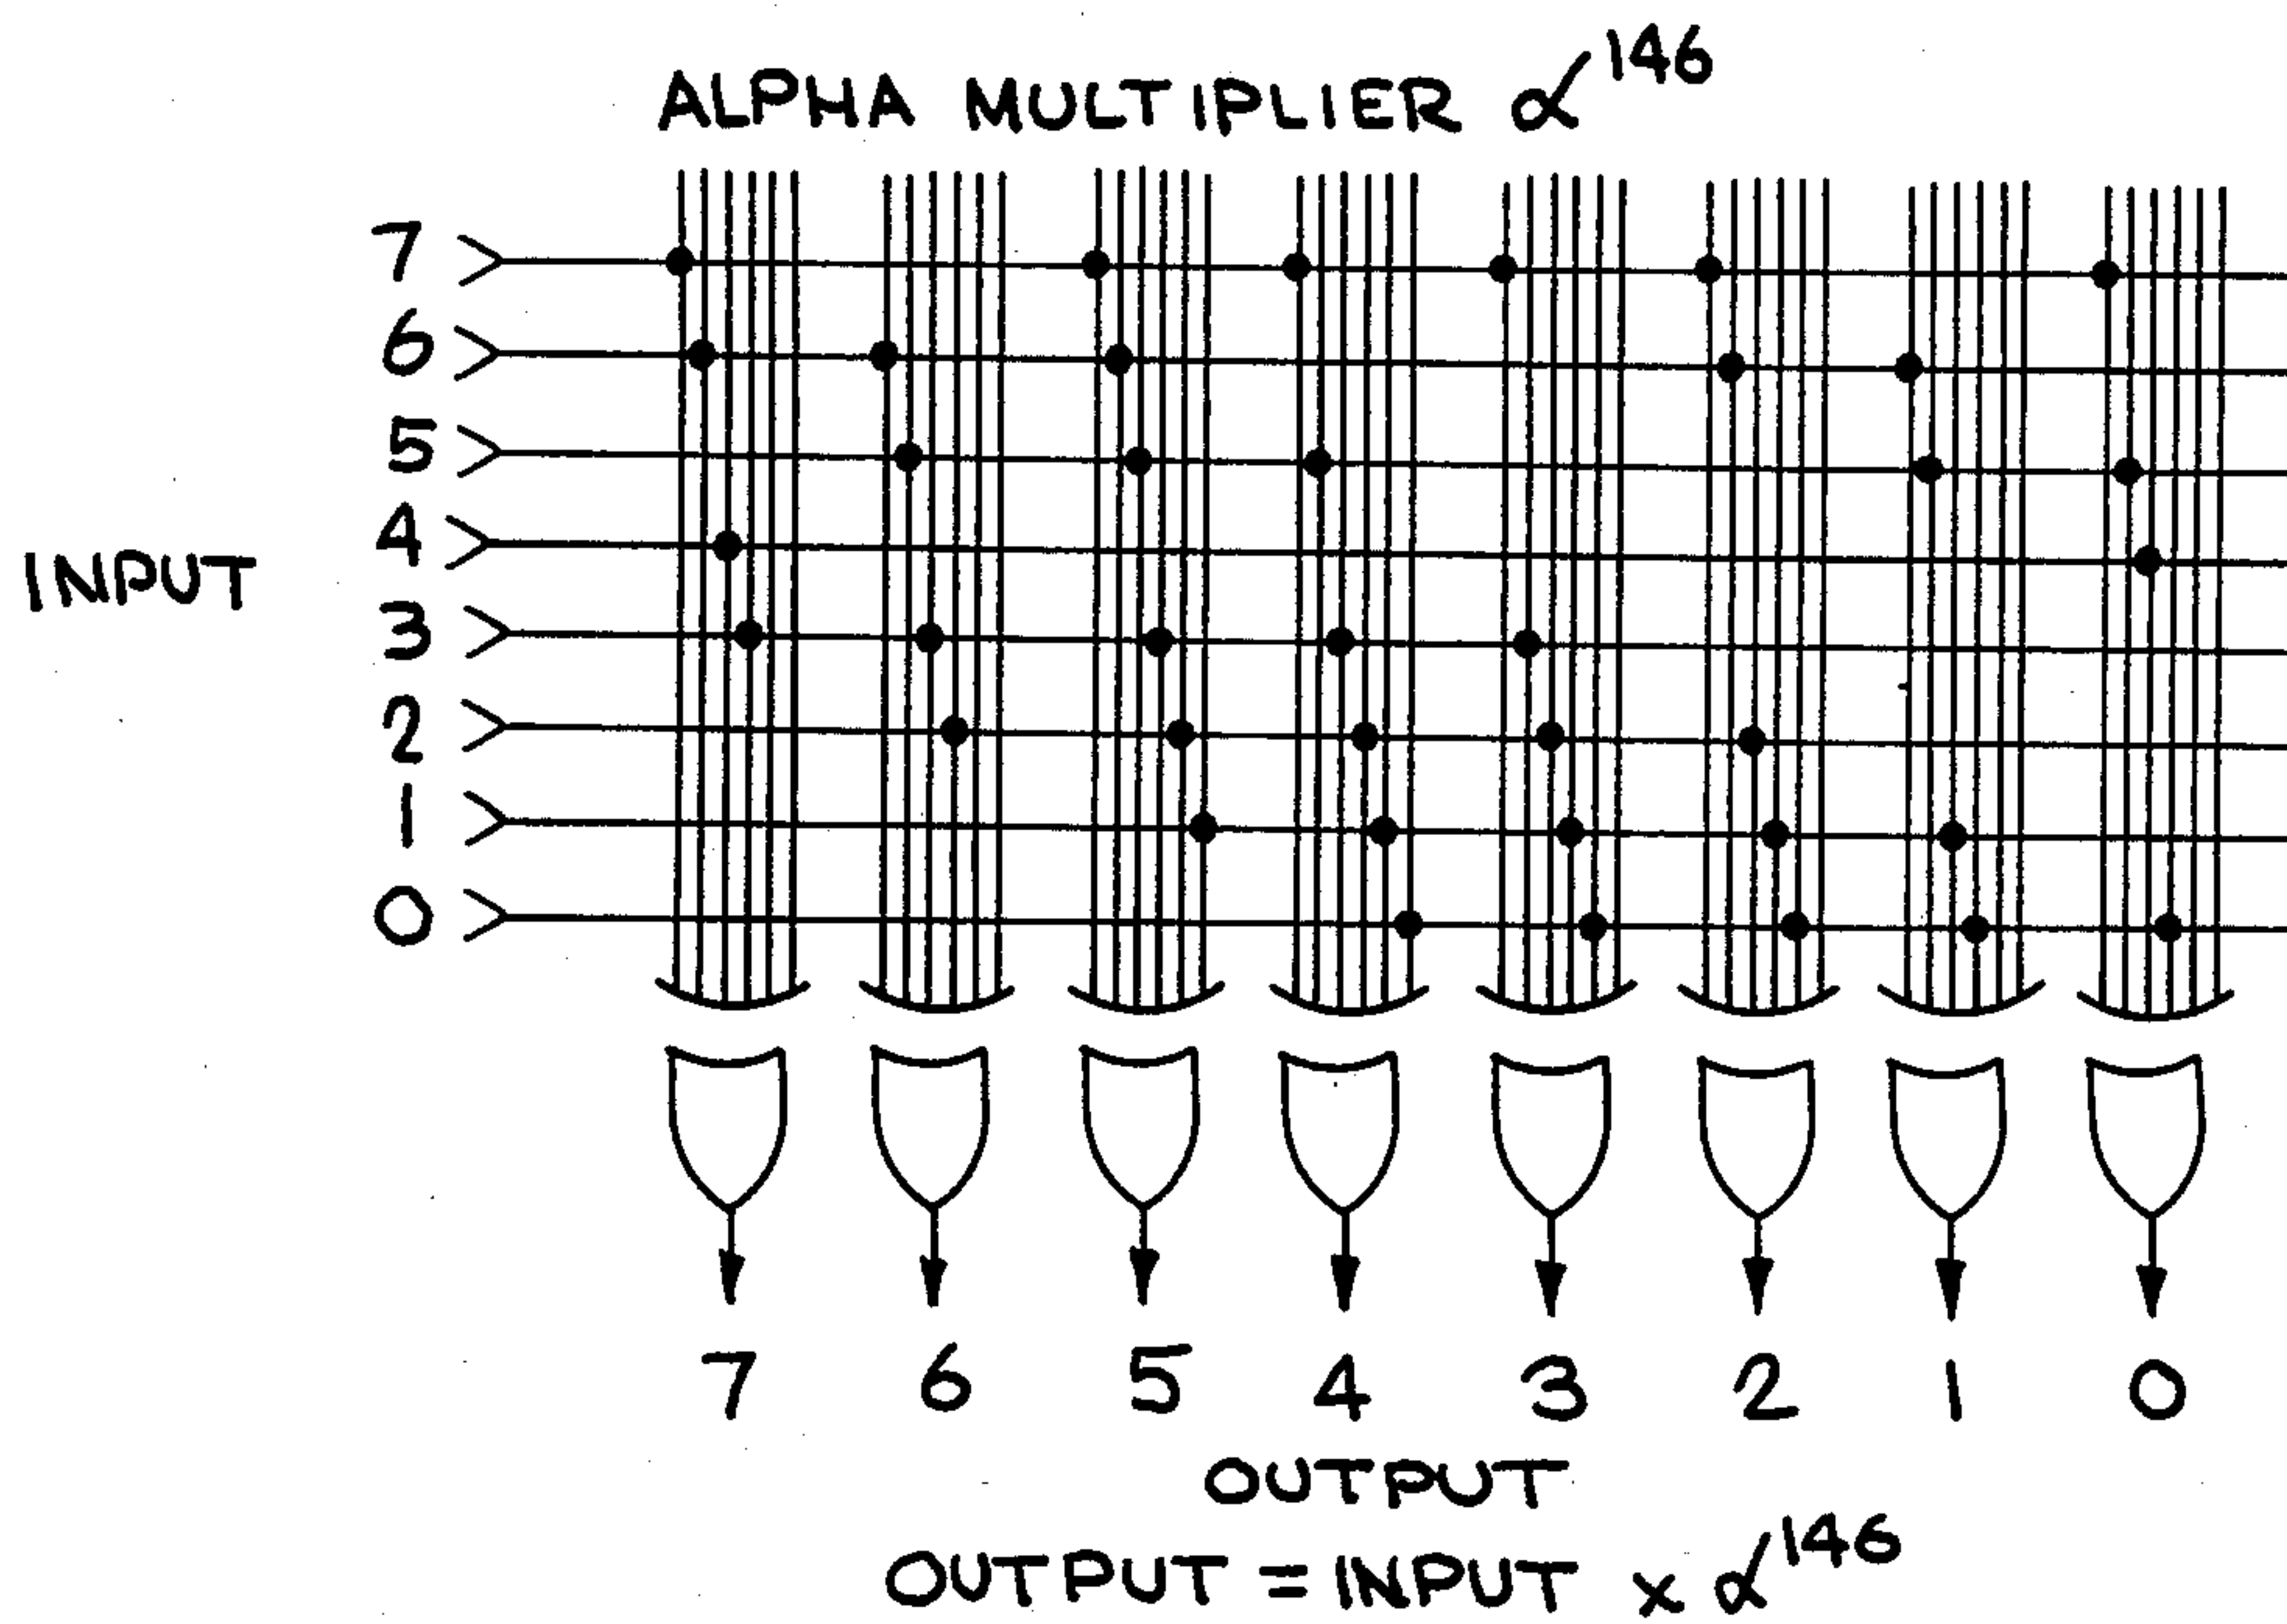 ALPHA MULTIPLIER α¹⁴⁶
7
6
5
4
INPUT
3
2
1
0
7 6 5 4 3 2 1 0
OUTPUT
OUTPUT = INPUT x α¹⁴⁶